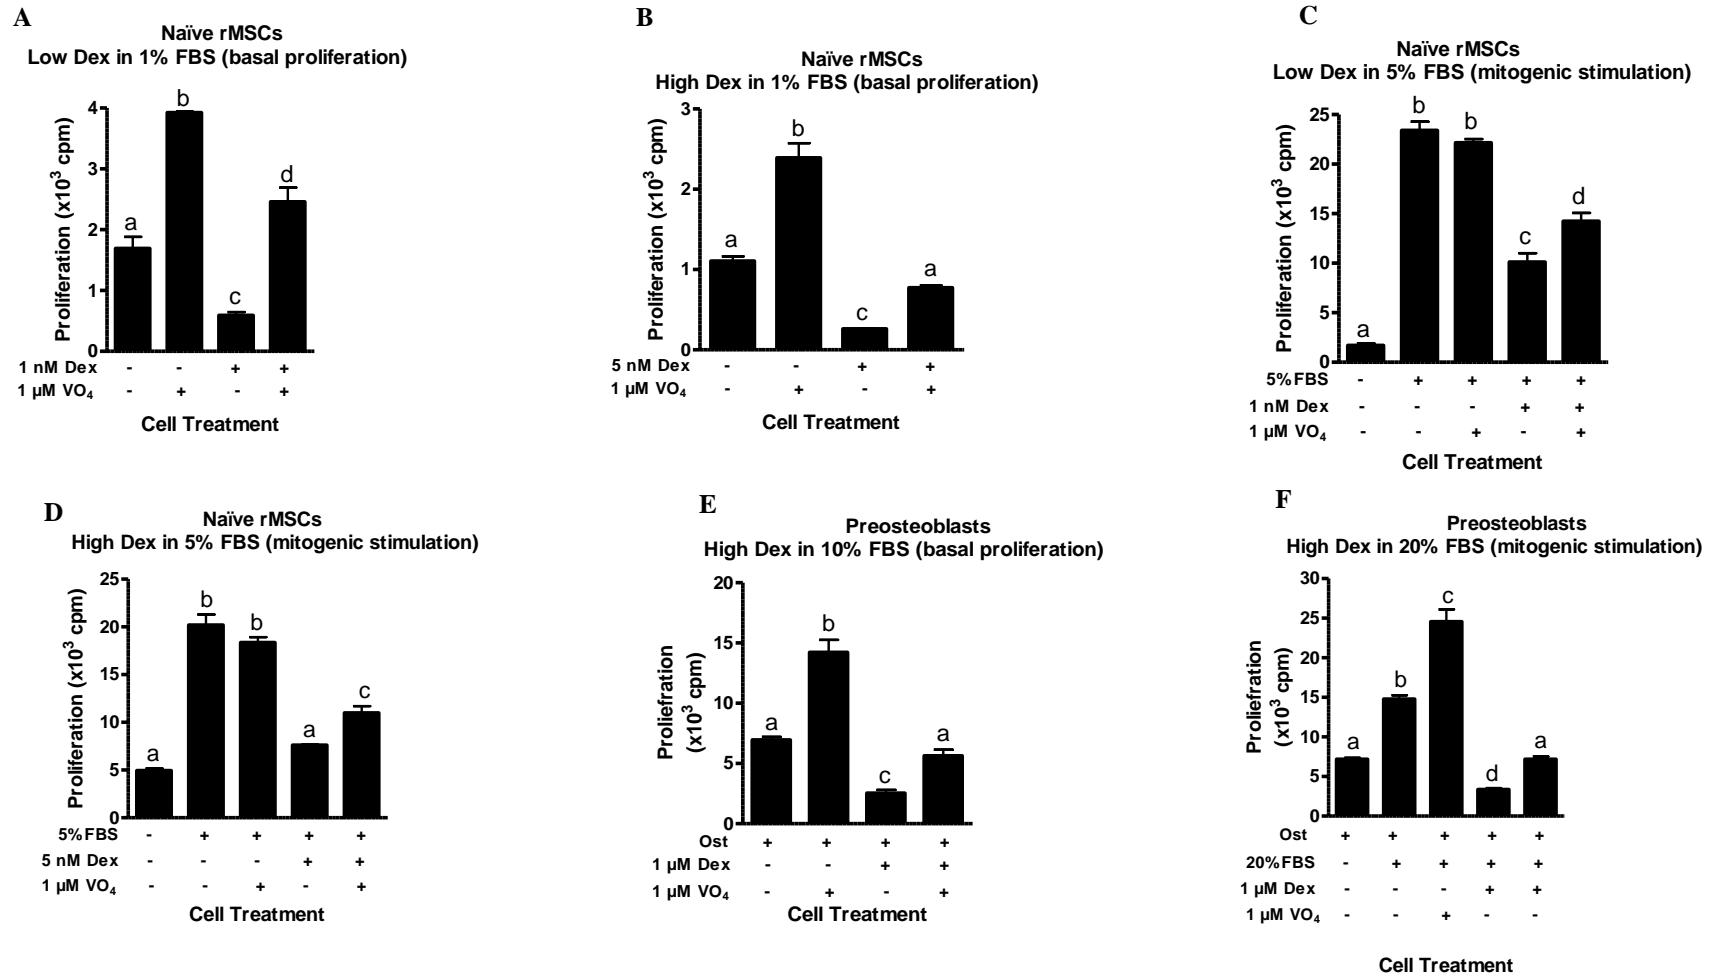 A
Naïve rMSCs
Low Dex in 1% FBS (basal proliferation)
Proliferation (x10³ cpm)
4
3
2
1
0
a
b
c
d
1 nM Dex - - + +
1 µM VO₄ - + - +
Cell Treatment
B
Naïve rMSCs
High Dex in 1% FBS (basal proliferation)
Proliferation (x10³ cpm)
3
2
1
0
a
b
c
a
5 nM Dex - - + +
1 µM VO₄ - + - +
Cell Treatment
C
Naïve rMSCs
Low Dex in 5% FBS (mitogenic stimulation)
Proliferation (x10³ cpm)
25
20
15
10
5
0
a
b
b
c
d
5%FBS - + + + +
1 nM Dex - - - + +
1 µM VO₄ - - + - +
Cell Treatment
D
Naïve rMSCs
High Dex in 5% FBS (mitogenic stimulation)
Proliferation (x10³ cpm)
25
20
15
10
5
0
a
b
b
a
c
5%FBS - + + + +
5 nM Dex - - - + +
1 µM VO₄ - - + - +
Cell Treatment
E
Preosteoblasts
High Dex in 10% FBS (basal proliferation)
Proliefration
(x10³ cpm)
20
15
10
5
0
a
b
c
a
Ost + + + +
1 µM Dex - - + +
1 µM VO₄ - + - +
Cell Treatment
F
Preosteoblasts
High Dex in 20% FBS (mitogenic stimulation)
Proliefration
(x10³ cpm)
30
25
20
15
10
5
0
a
b
c
d
a
Ost + + + + +
20%FBS - + + + +
1 µM Dex - - - + +
1 µM VO₄ - - + - -
Cell Treatment